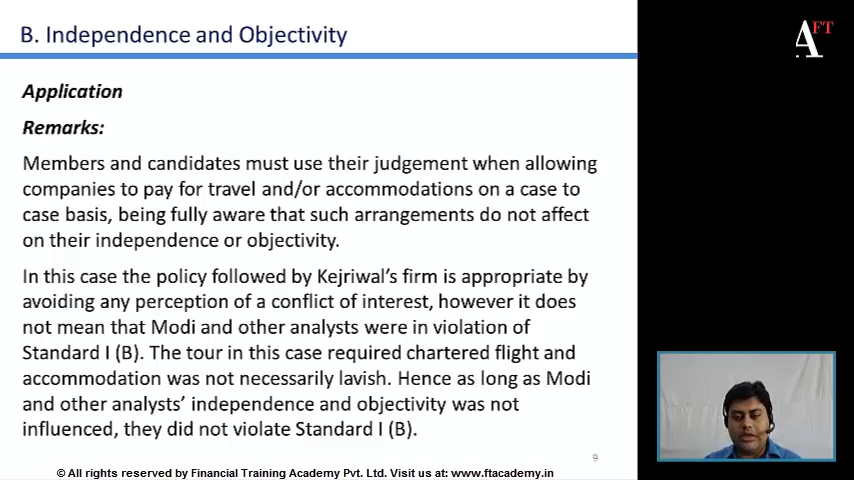 B. Independence and Objectivity
AFT
Application
Remarks:
Members and candidates must use their judgement when allowing
companies to pay for travel and/or accommodations on a case to
case basis, being fully aware that such arrangements do not affect
on their independence or objectivity.
In this case the policy followed by Kejriwal's firm is appropriate by
avoiding any perception of a conflict of interest, however it does
not mean that Modi and other analysts were in violation of
Standard I (B). The tour in this case required chartered flight and
accommodation was not necessarily lavish. Hence as long as Modi
and other analysts' independence and objectivity was not
influenced, they did not violate Standard I (B).
9
© All rights reserved by Financial Training Academy Pvt. Ltd. Visit us at: www.ftacademy.in